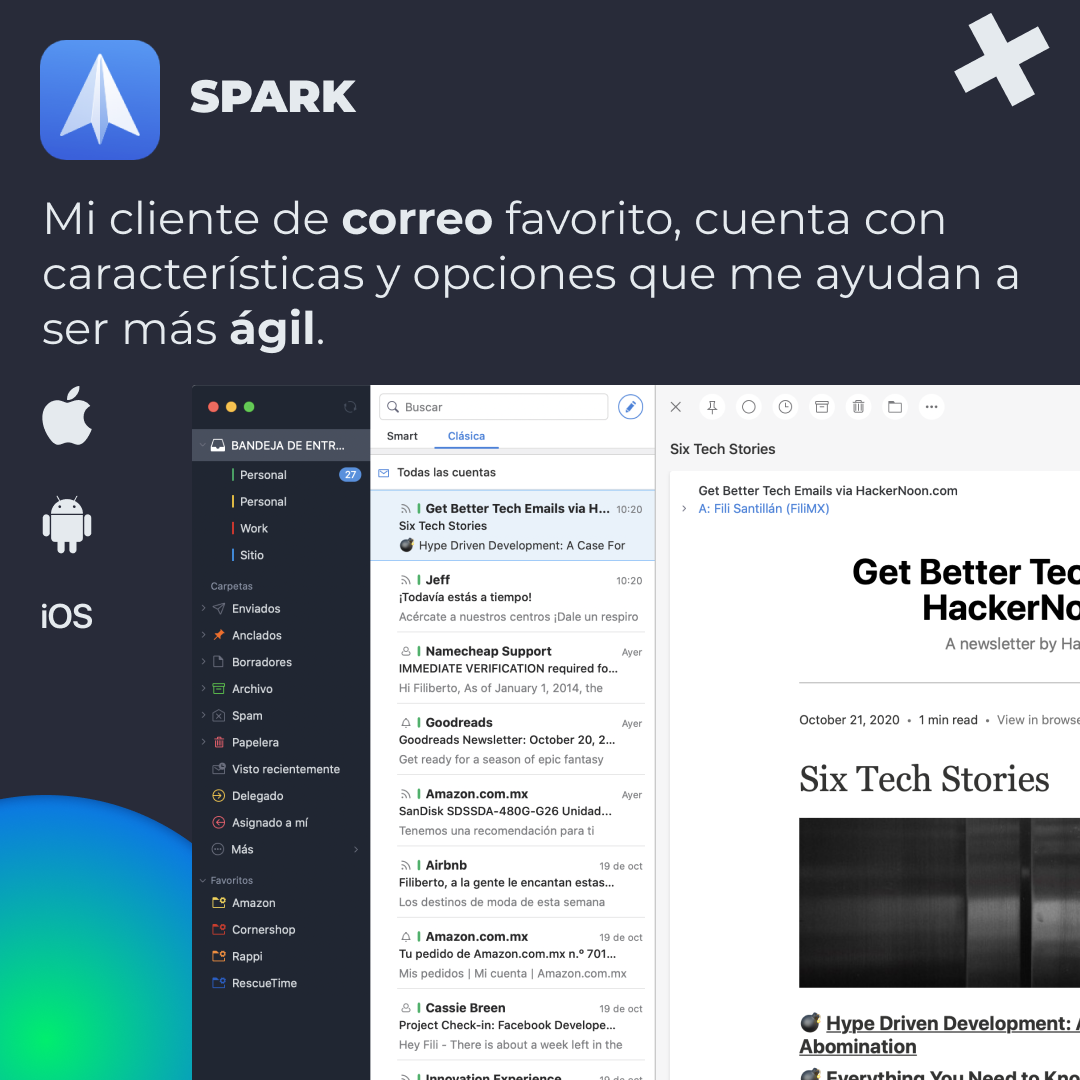 SPARK
Mi cliente de correo favorito, cuenta con
características y opciones que me ayudan a
ser más ágil.
iOS
BANDEJA DE ENTR...
Personal 27
Personal
Work
Sitio
Carpetas
Enviados
Anclados
Borradores
Archivo
Spam
Papelera
Visto recientemente
Delegado
Asignado a mí
Más
Favoritos
Amazon
Cornershop
Rappi
RescueTime
Buscar
Smart Clásica
Todas las cuentas
Get Better Tech Emails via H... 10:20
Six Tech Stories
Hype Driven Development: A Case For
Jeff 10:20
¡Todavía estás a tiempo!
Acércate a nuestros centros ¡Dale un respiro
Namecheap Support Ayer
IMMEDIATE VERIFICATION required fo...
Hi Filiberto, As of January 1, 2014, the
Goodreads Ayer
Goodreads Newsletter: October 20, 2...
Get ready for a season of epic fantasy
Amazon.com.mx Ayer
SanDisk SDSSDA-480G-G26 Unidad...
Tenemos una recomendación para ti
Airbnb 19 de oct
Filiberto, a la gente le encantan estas...
Los destinos de moda de esta semana
Amazon.com.mx 19 de oct
Tu pedido de Amazon.com.mx n.º 701...
Mis pedidos | Mi cuenta | Amazon.com.mx
Cassie Breen 19 de oct
Project Check-in: Facebook Develope...
Hey Fili - There is about a week left in the
Innovation Experience 19 de oct
Six Tech Stories
Get Better Tech Emails via HackerNoon.com
A: Fili Santillán (FiliMX)
Get Better Tec
HackerNo
A newsletter by Ha
October 21, 2020 • 1 min read • View in browse
Six Tech Stories
Hype Driven Development: A
Abomination
Everything You Need to Kno